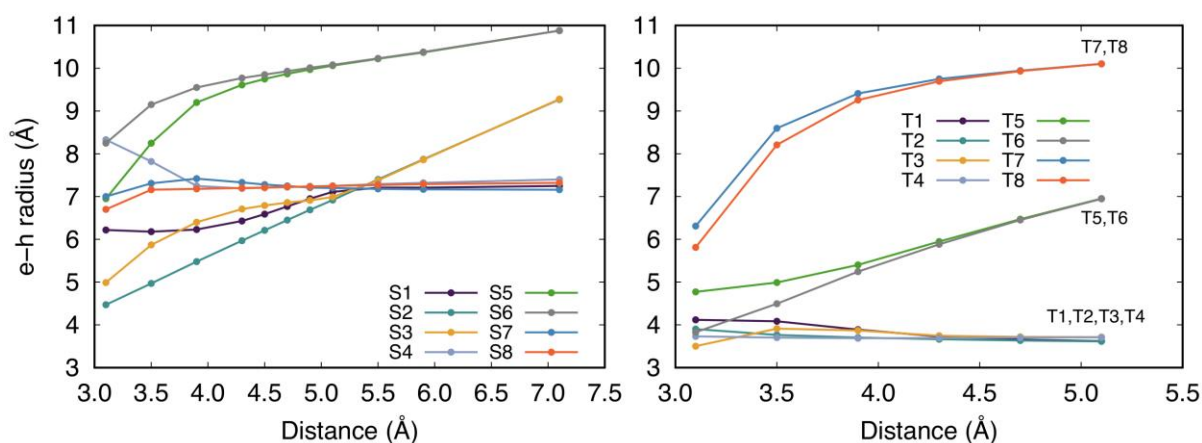 e–h radius (Å)
11
10
9
8
7
6
5
4
3
S1 S5
S2 S6
S3 S7
S4 S8
3.0 3.5 4.0 4.5 5.0 5.5 6.0 6.5 7.0 7.5
Distance (Å)
11
10
9
8
7
6
5
4
3
T7,T8
T1 T5
T2 T6
T3 T7
T4 T8
T5,T6
T1,T2,T3,T4
3.0 3.5 4.0 4.5 5.0 5.5
Distance (Å)